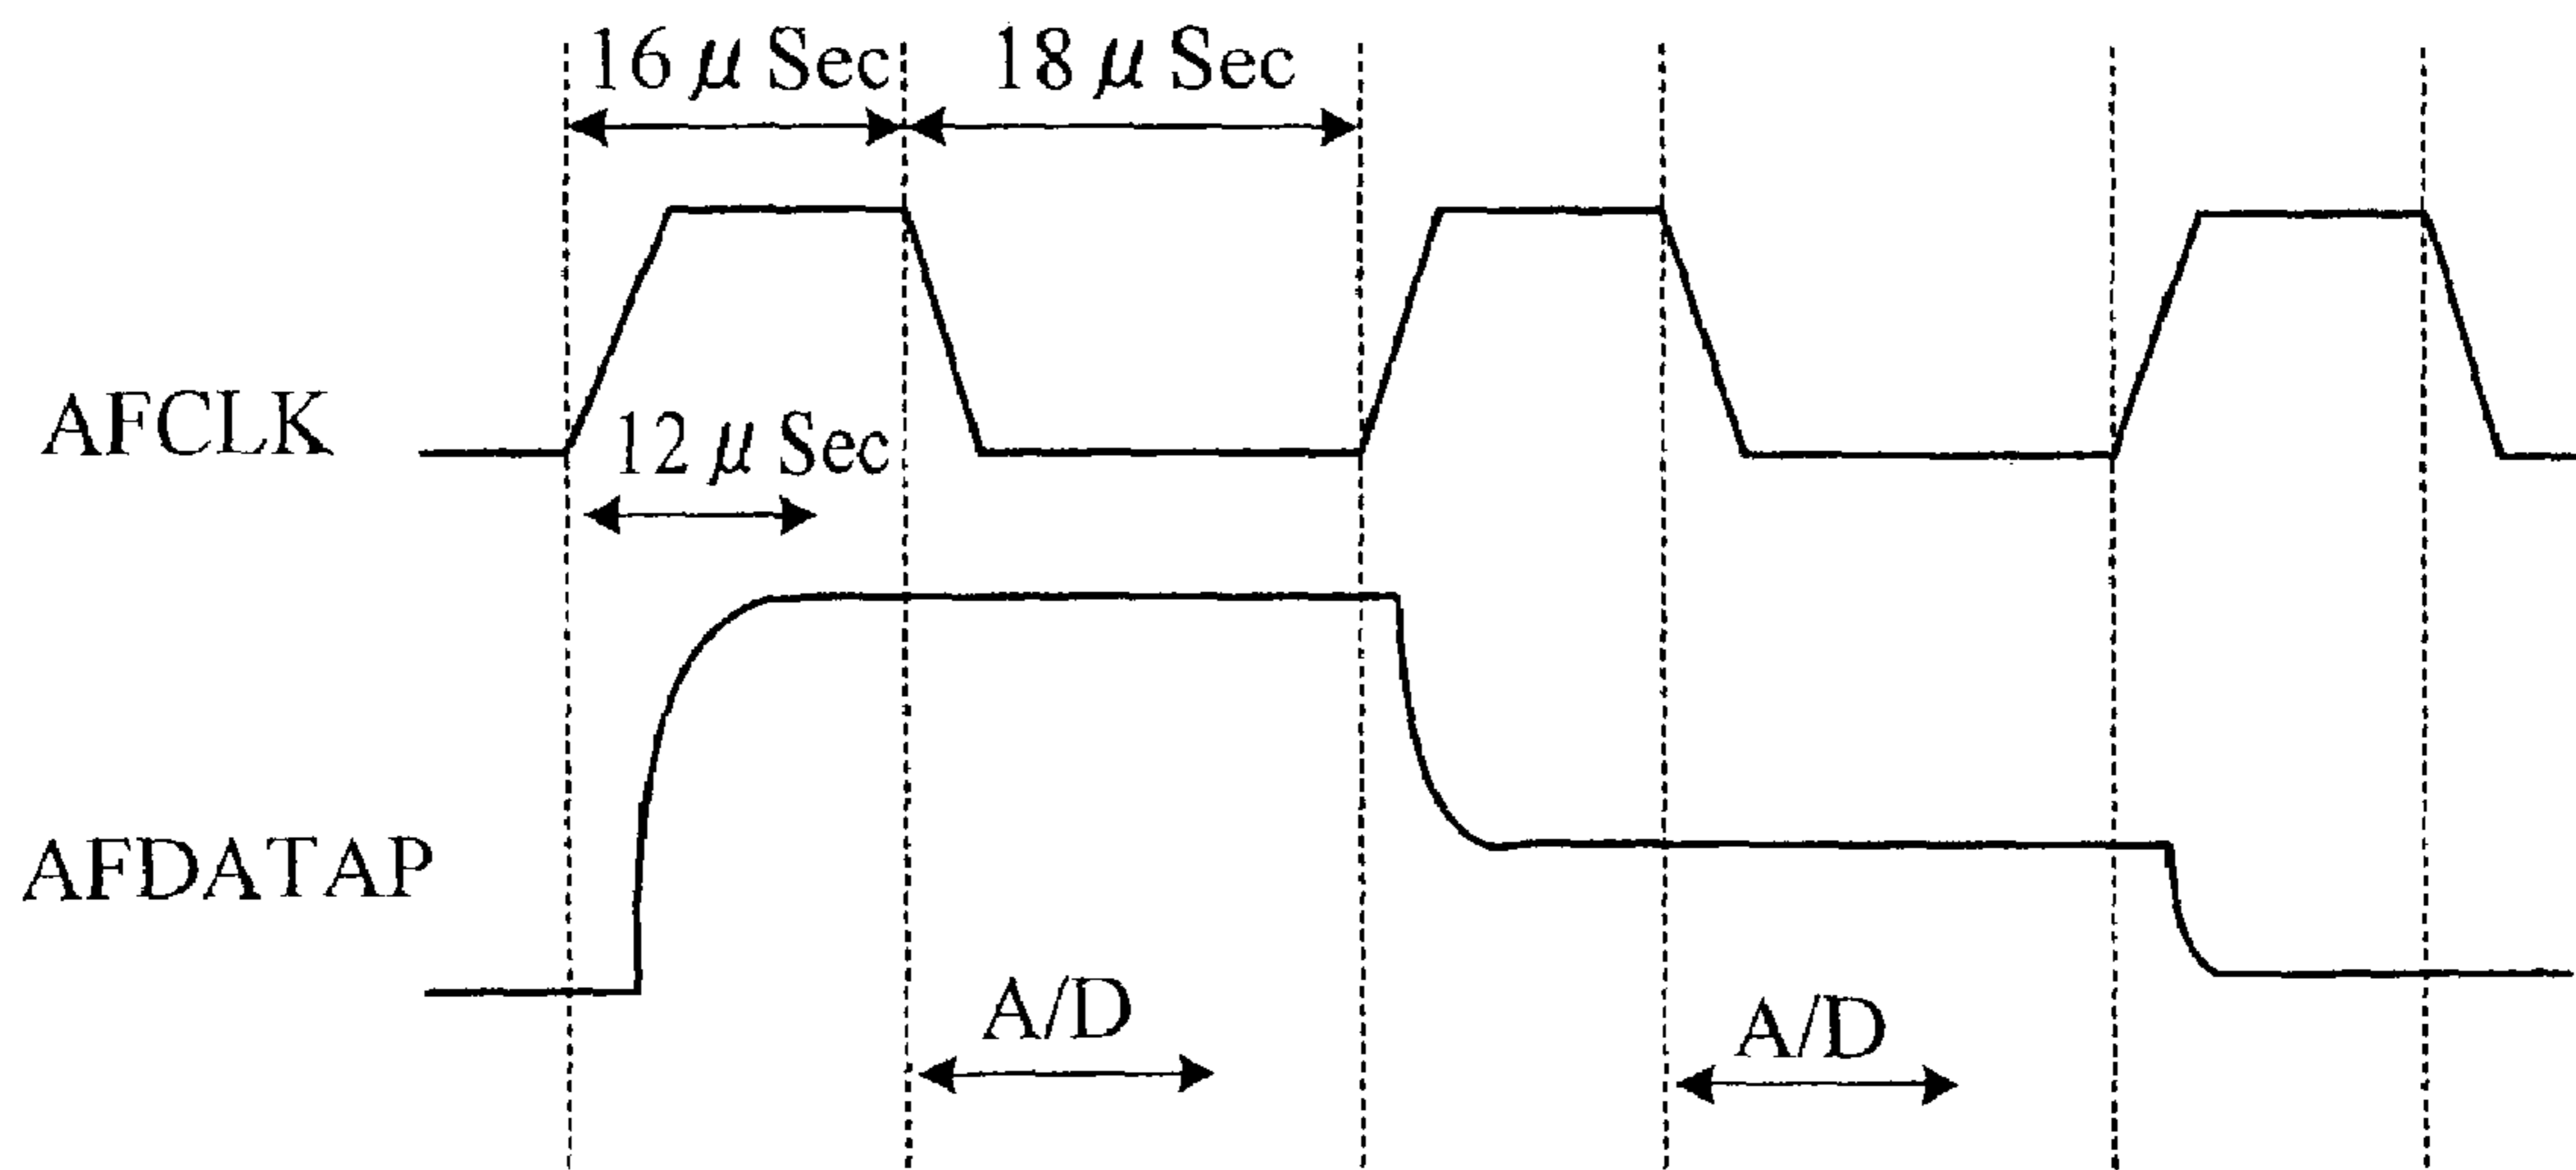 16 μ Sec 18 μ Sec
AFCLK
12 μ Sec
AFDATAP
A/D A/D